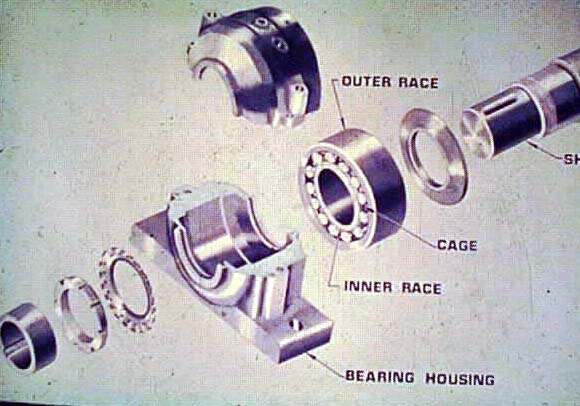 OUTER RACE
SH
CAGE
INNER RACE
BEARING HOUSING